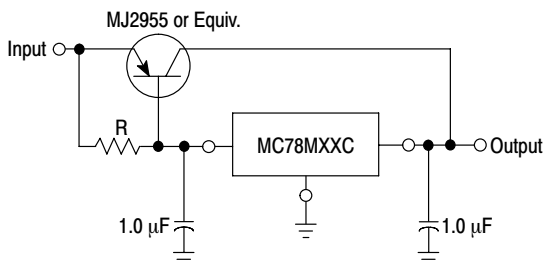 MJ2955 or Equiv.
Input
R
MC78MXXC
Output
1.0 μF
1.0 μF